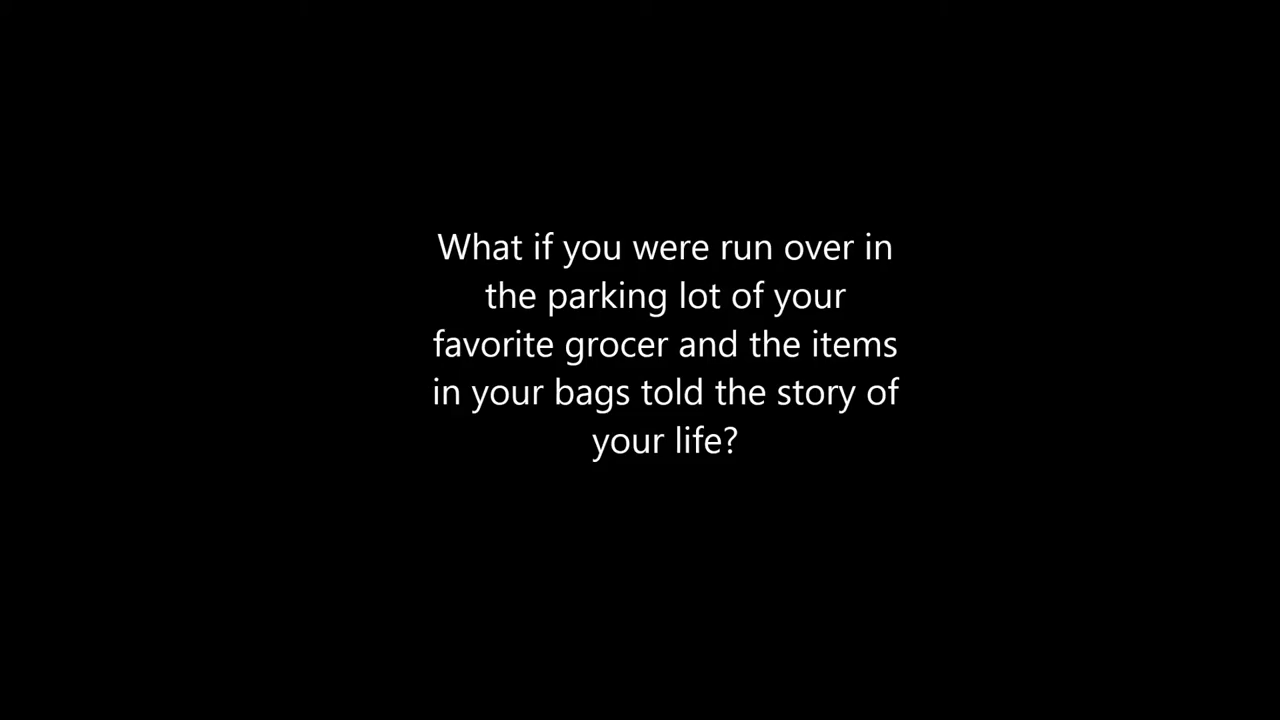 What if you were run over in
the parking lot of your
favorite grocer and the items
in your bags told the story of
your life?